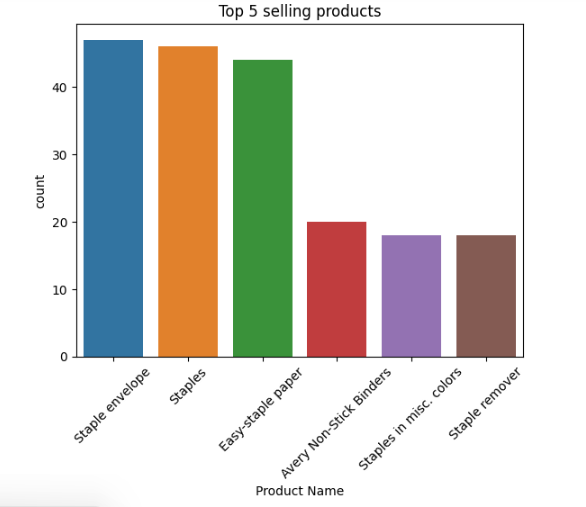 Top 5 selling products
count
40
30
20
10
0
Staple envelope
Staples
Easy-staple paper
Avery Non-Stick Binders
Staples in misc. colors
Staple remover
Product Name